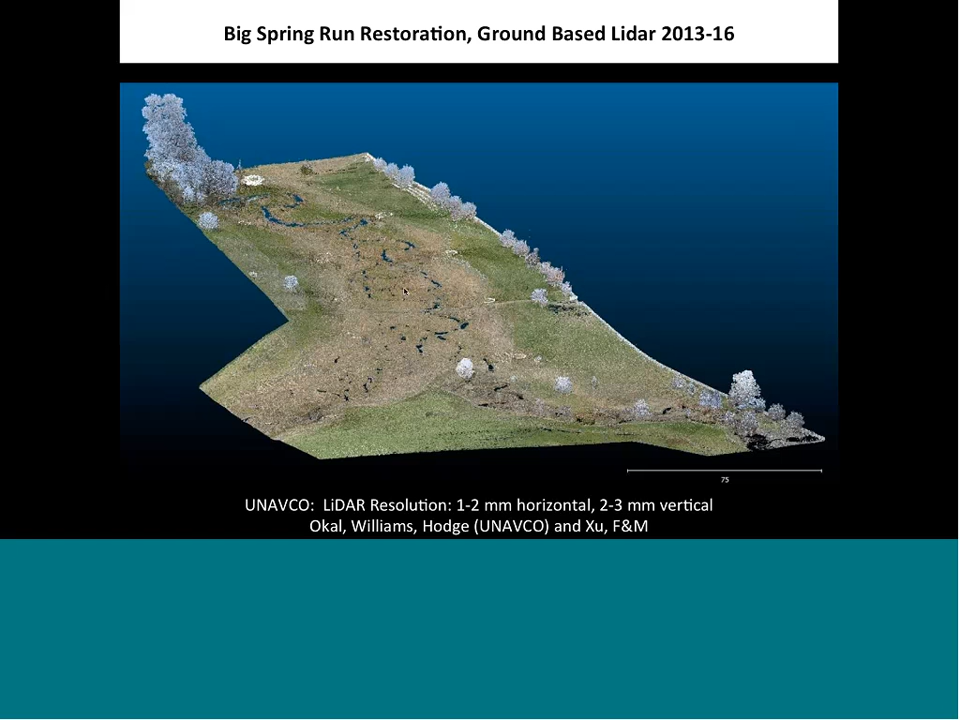 Big Spring Run Restoration, Ground Based Lidar 2013-16
75
UNAVCO: LiDAR Resolution: 1-2 mm horizontal, 2-3 mm vertical
Okal, Williams, Hodge (UNAVCO) and Xu, F&M